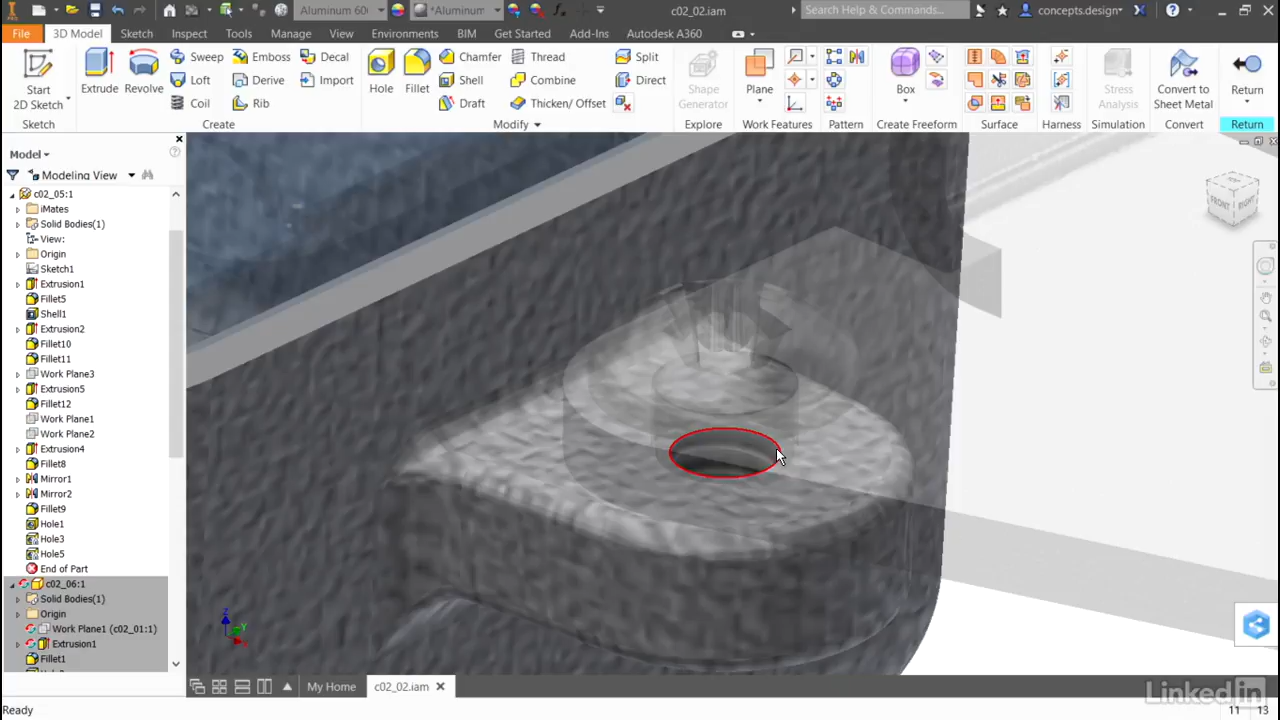 Aluminum 606
*Aluminum
c02_02.iam
Search Help & Commands...
concepts.design
File
3D Model
Sketch
Inspect
Tools
Manage
View
Environments
BIM
Get Started
Add-Ins
Autodesk A360
Start
2D Sketch
Extrude
Revolve
Sweep
Loft
Coil
Emboss
Derive
Rib
Decal
Import
Hole
Fillet
Chamfer
Shell
Draft
Thread
Combine
Thicken/ Offset
Split
Direct
Shape
Generator
Plane
Box
Stress
Analysis
Convert to
Sheet Metal
Return
Sketch
Create
Modify
Explore
Work Features
Pattern
Create Freeform
Surface
Harness
Simulation
Convert
Return
Model
Modeling View
c02_05:1
iMates
Solid Bodies(1)
View:
Origin
Sketch1
Extrusion1
Fillet5
Shell1
Extrusion2
Fillet10
Fillet11
Work Plane3
Extrusion5
Fillet12
Work Plane1
Work Plane2
Extrusion4
Fillet8
Mirror1
Mirror2
Fillet9
Hole1
Hole3
Hole5
End of Part
c02_06:1
Solid Bodies(1)
Origin
Work Plane1 (c02_01:1)
Extrusion1
Fillet1
FRONT
RIGHT
Z
Y
X
My Home
c02_02.iam
Ready
11
13
LinkedIn